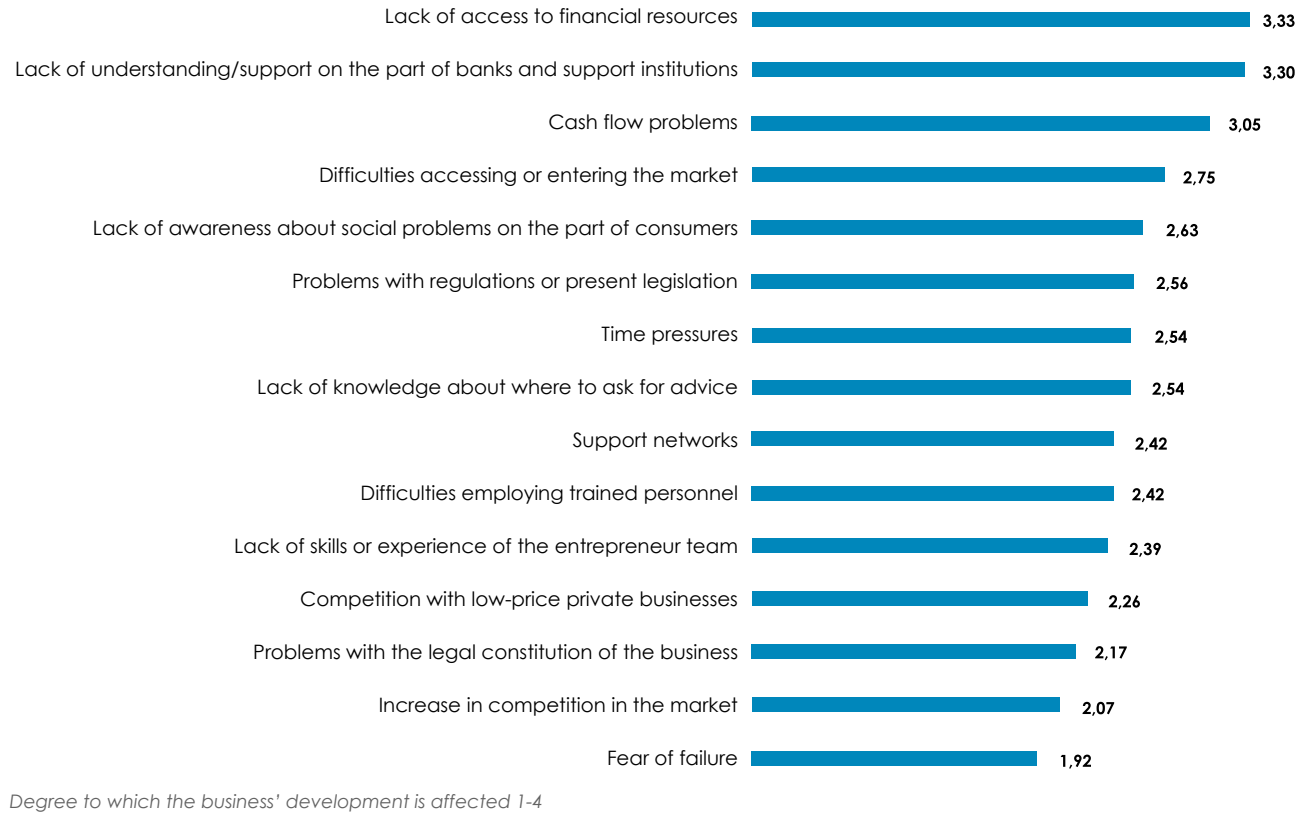 Lack of access to financial resources 3,33
Lack of understanding/support on the part of banks and support institutions 3,30
Cash flow problems 3,05
Difficulties accessing or entering the market 2,75
Lack of awareness about social problems on the part of consumers 2,63
Problems with regulations or present legislation 2,56
Time pressures 2,54
Lack of knowledge about where to ask for advice 2,54
Support networks 2,42
Difficulties employing trained personnel 2,42
Lack of skills or experience of the entrepreneur team 2,39
Competition with low-price private businesses 2,26
Problems with the legal constitution of the business 2,17
Increase in competition in the market 2,07
Fear of failure 1,92
Degree to which the business’ development is affected 1-4